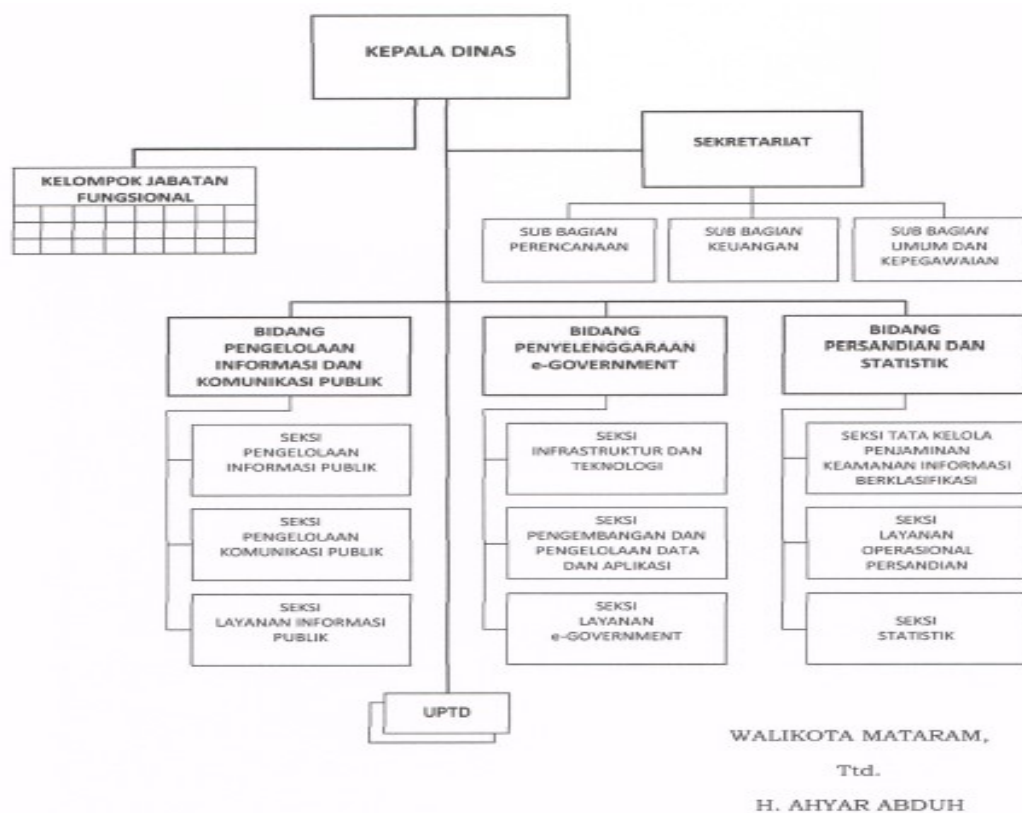 KEPALA DINAS
SEKRETARIAT
KELOMPOK JABATAN
FUNGSIONAL
SUB BAGIAN
PERENCANAAN
SUB BAGIAN
KEUANGAN
SUB BAGIAN
UMUM DAN
KEPEGAWAIAN
BIDANG
PENGELOLAAN
INFORMASI DAN
KOMUNIKASI PUBLIK
BIDANG
PENYELENGGARAAN
e-GOVERNMENT
BIDANG
PERSANDIAN DAN
STATISTIK
SEKSI
PENGELOLAAN
INFORMASI PUBLIK
SEKSI
INFRASTRUKTUR DAN
TEKNOLOGI
SEKSI TATA KELOLA
PENJAMINAN
KEAMANAN INFORMASI
BERKLASIFIKASI
SEKSI
PENGELOLAAN
KOMUNIKASI PUBLIK
SEKSI
PENGEMBANGAN DAN
PENGELOLAAN DATA
DAN APLIKASI
SEKSI
LAYANAN
OPERASIONAL
PERSANDIAN
SEKSI
LAYANAN INFORMASI
PUBLIK
SEKSI
LAYANAN
e-GOVERNMENT
SEKSI
STATISTIK
UPTD
WALIKOTA MATARAM,
Ttd.
H. AHYAR ABDUH